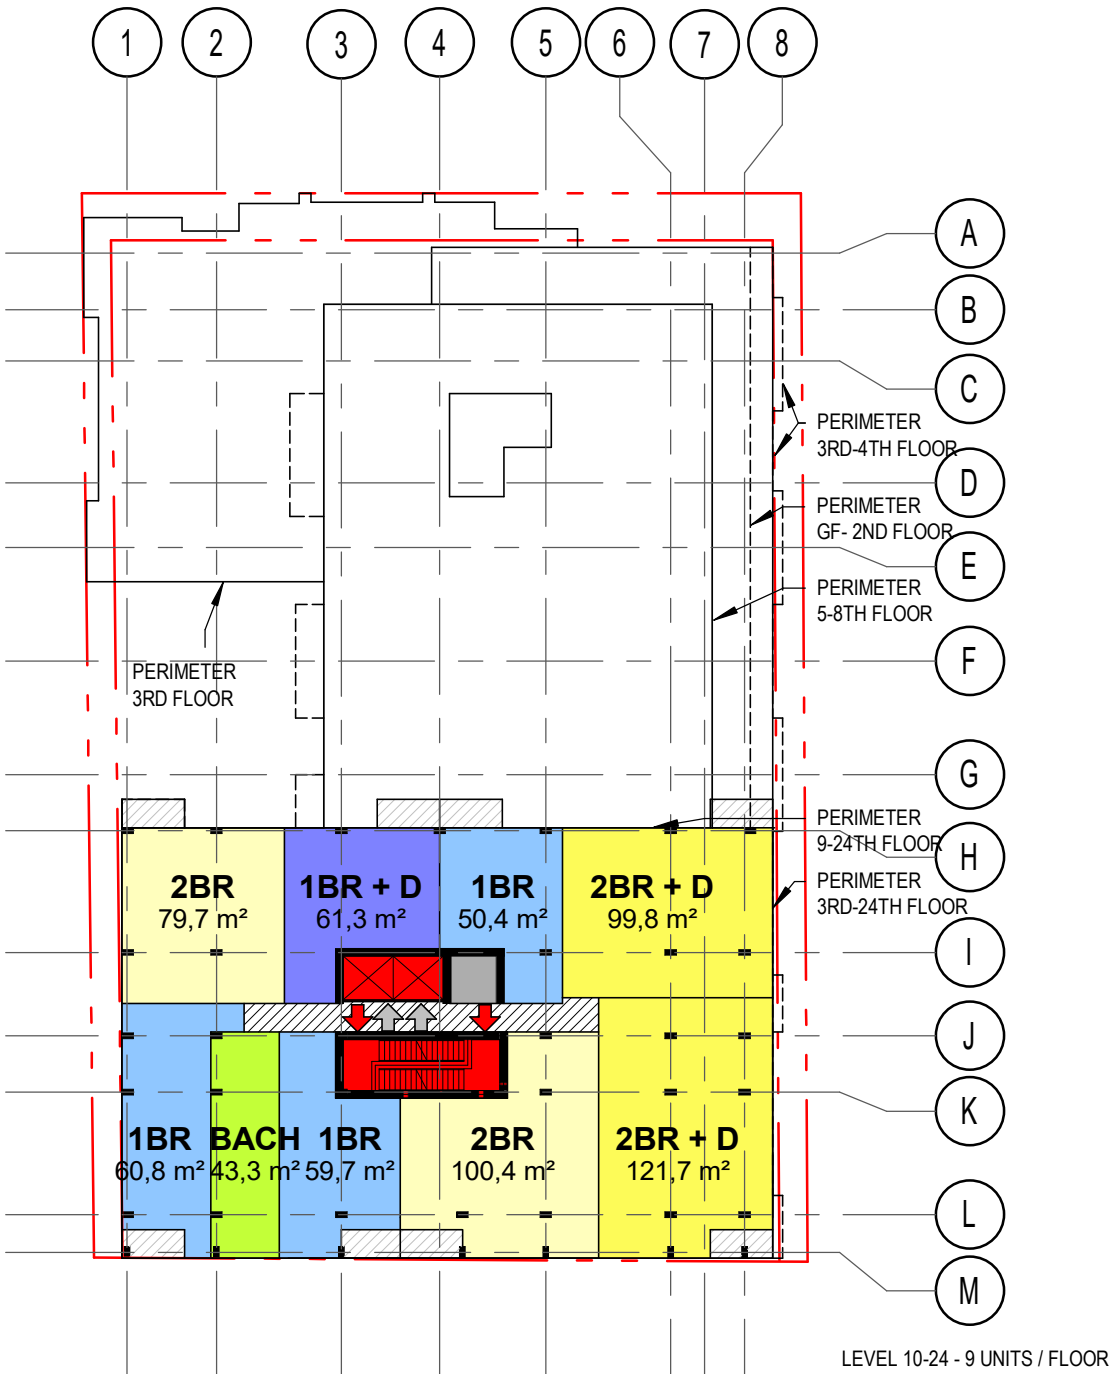 1
2
3
4
5
6
7
8
A
B
C
PERIMETER
3RD-4TH FLOOR
D
PERIMETER
GF- 2ND FLOOR
E
PERIMETER
5-8TH FLOOR
F
PERIMETER
3RD FLOOR
G
PERIMETER
9-24TH FLOOR
H
PERIMETER
3RD-24TH FLOOR
2BR
79,7 m²
1BR + D
61,3 m²
1BR
50,4 m²
2BR + D
99,8 m²
I
J
K
1BR
60,8 m²
BACH
43,3 m²
1BR
59,7 m²
2BR
100,4 m²
2BR + D
121,7 m²
L
M
LEVEL 10-24 - 9 UNITS / FLOOR